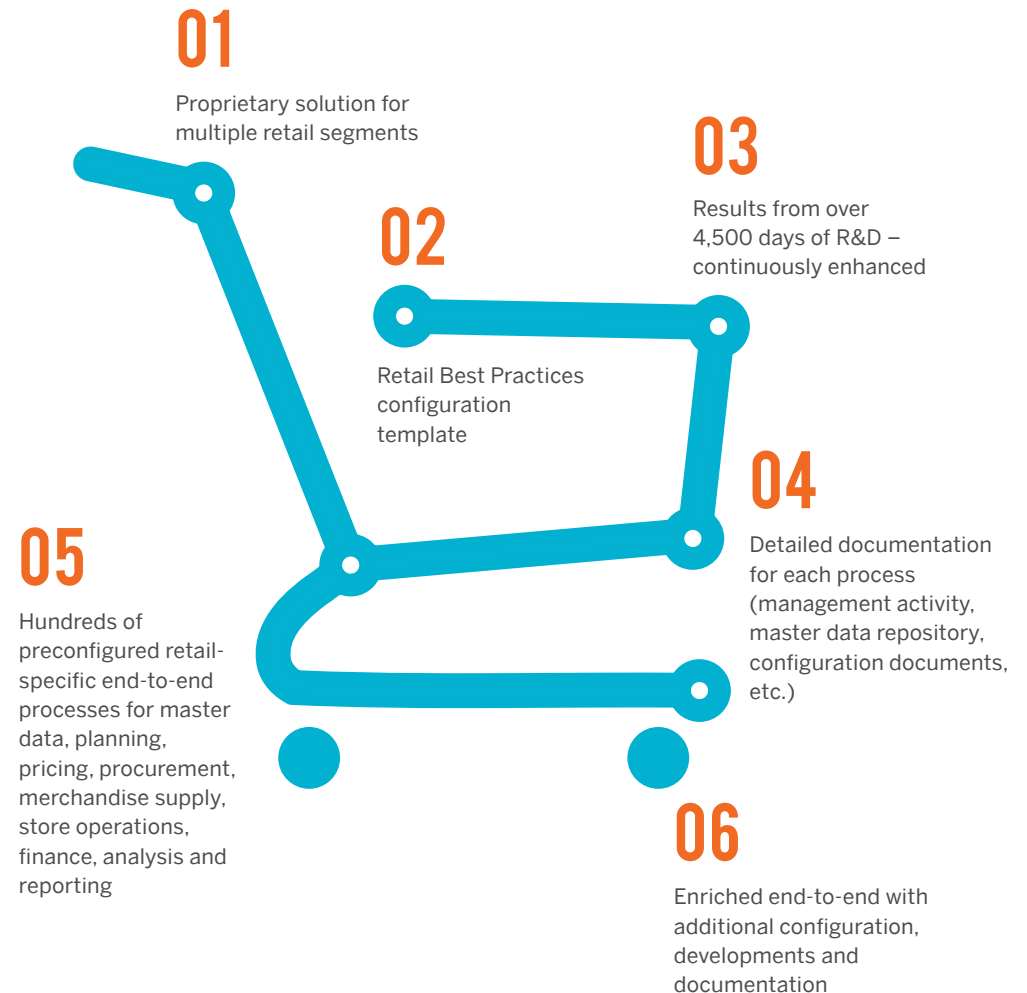 01
Proprietary solution for
multiple retail segments
02
Retail Best Practices
configuration
template
03
Results from over
4,500 days of R&D –
continuously enhanced
04
Detailed documentation
for each process
(management activity,
master data repository,
configuration documents,
etc.)
05
Hundreds of
preconfigured retail-
specific end-to-end
processes for master
data, planning,
pricing, procurement,
merchandise supply,
store operations,
finance, analysis and
reporting
06
Enriched end-to-end with
additional configuration,
developments and
documentation